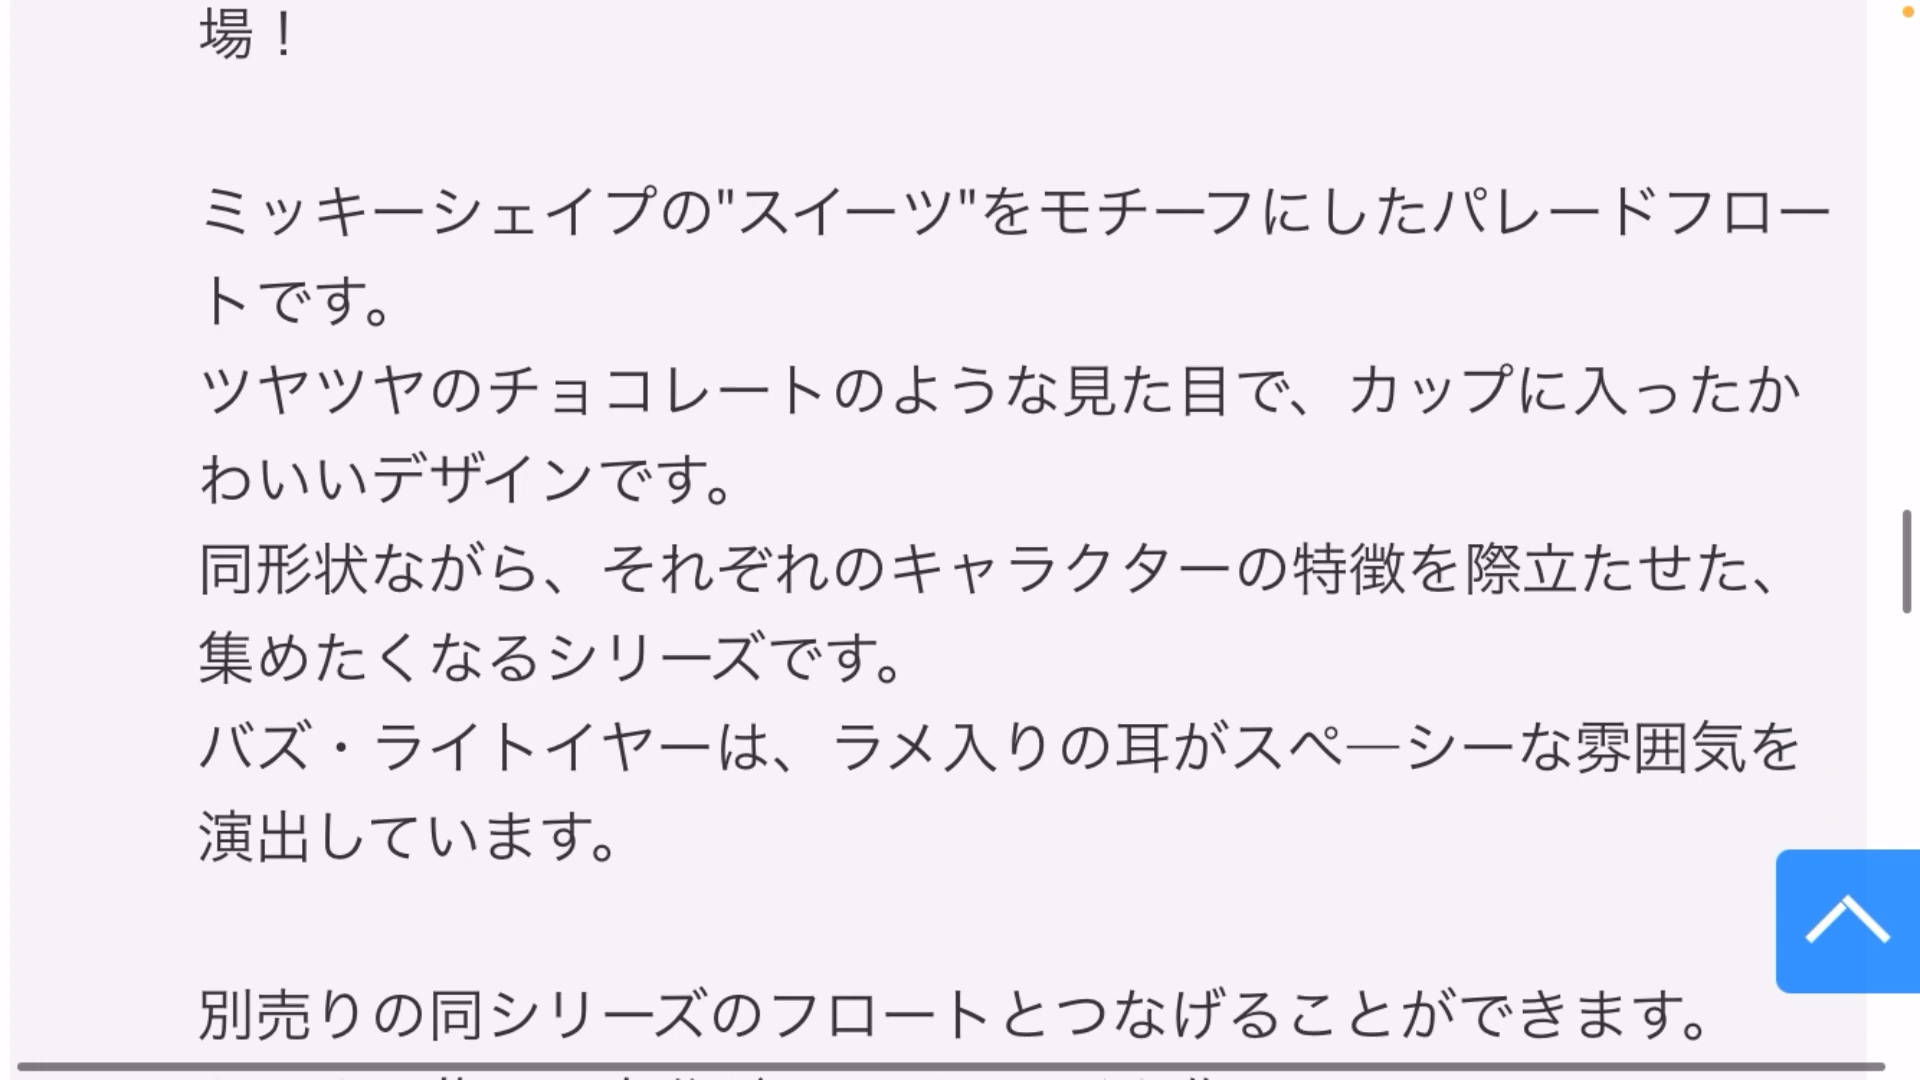 場！
ミッキーシェイプの"スイーツ"をモチーフにしたパレードフロー
トです。
ツヤツヤのチョコレートのような見た目で、カップに入ったか
わいいデザインです。
同形状ながら、それぞれのキャラクターの特徴を際立たせた、
集めたくなるシリーズです。
バズ・ライトイヤーは、ラメ入りの耳がスペ―シーな雰囲気を
演出しています。
別売りの同シリーズのフロートとつなげることができます。